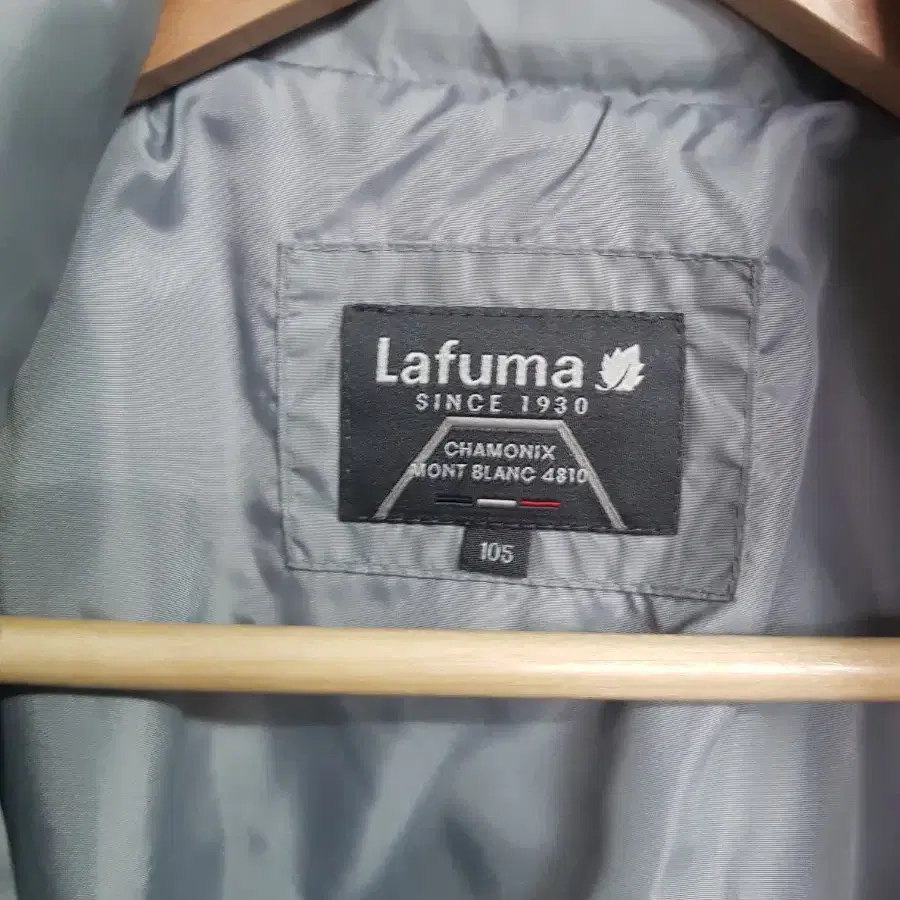 Lafuma
SINCE 1930
CHAMONIX
MONT BLANC 4810
105